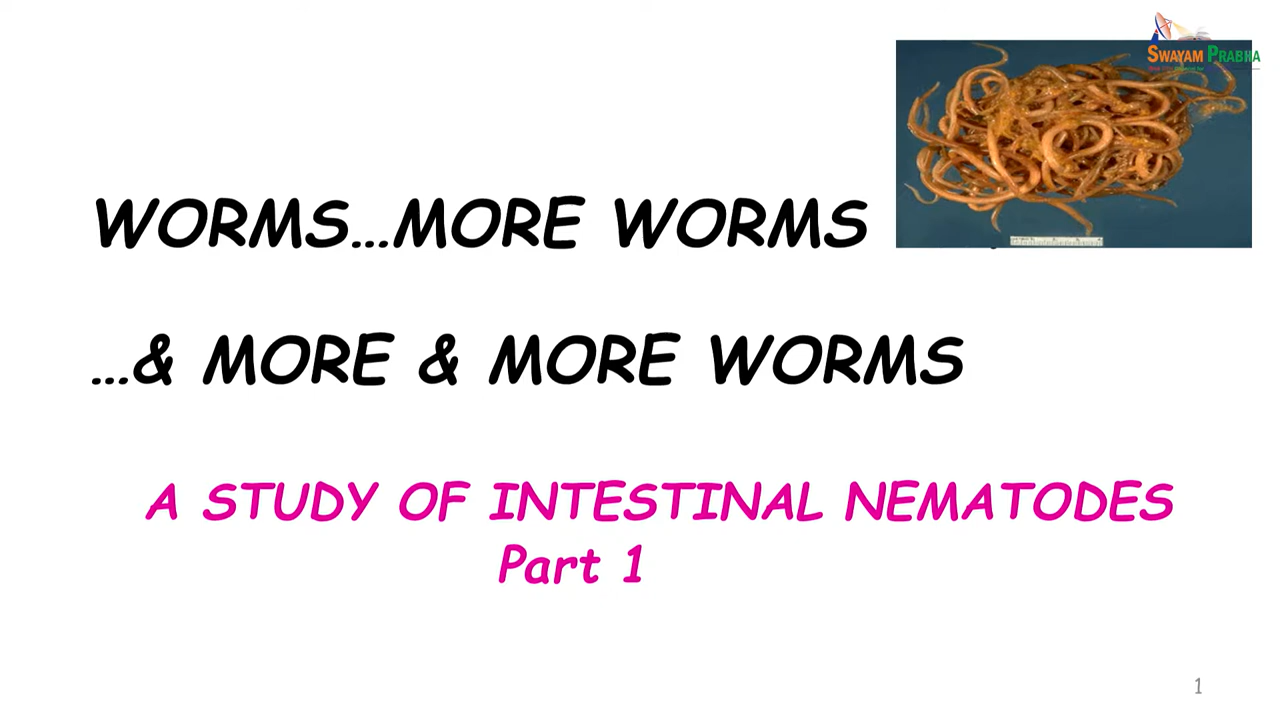 SWAYAM PRABHA
WORMS...MORE WORMS
...& MORE & MORE WORMS
A STUDY OF INTESTINAL NEMATODES
Part 1
1